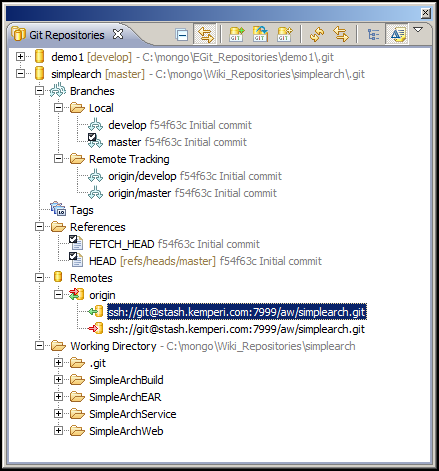 Git Repositories
demo1 [develop] - C:\mongo\EGit_Repositories\demo1\.git
simplearch [master] - C:\mongo\Wiki_Repositories\simplearch\.git
Branches
Local
develop f54f63c Initial commit
master f54f63c Initial commit
Remote Tracking
origin/develop f54f63c Initial commit
origin/master f54f63c Initial commit
Tags
References
FETCH_HEAD f54f63c Initial commit
HEAD [refs/heads/master] f54f63c Initial commit
Remotes
origin
ssh://git@stash.kemperi.com:7999/aw/simplearch.git
ssh://git@stash.kemperi.com:7999/aw/simplearch.git
Working Directory - C:\mongo\Wiki_Repositories\simplearch
.git
SimpleArchBuild
SimpleArchEAR
SimpleArchService
SimpleArchWeb